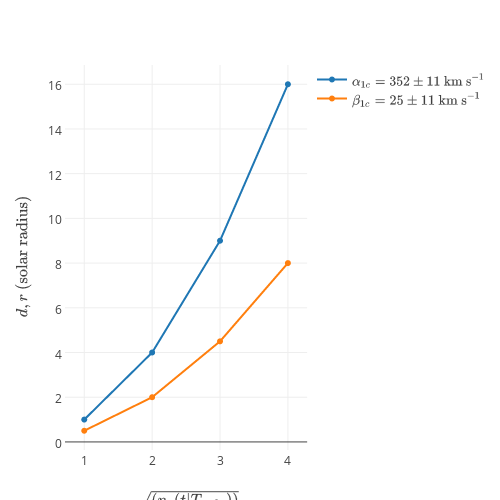 α₁c = 352 ± 11 km s⁻¹
β₁c = 25 ± 11 km s⁻¹
d, r (solar radius)
16
14
12
10
8
6
4
2
0
1 2 3 4